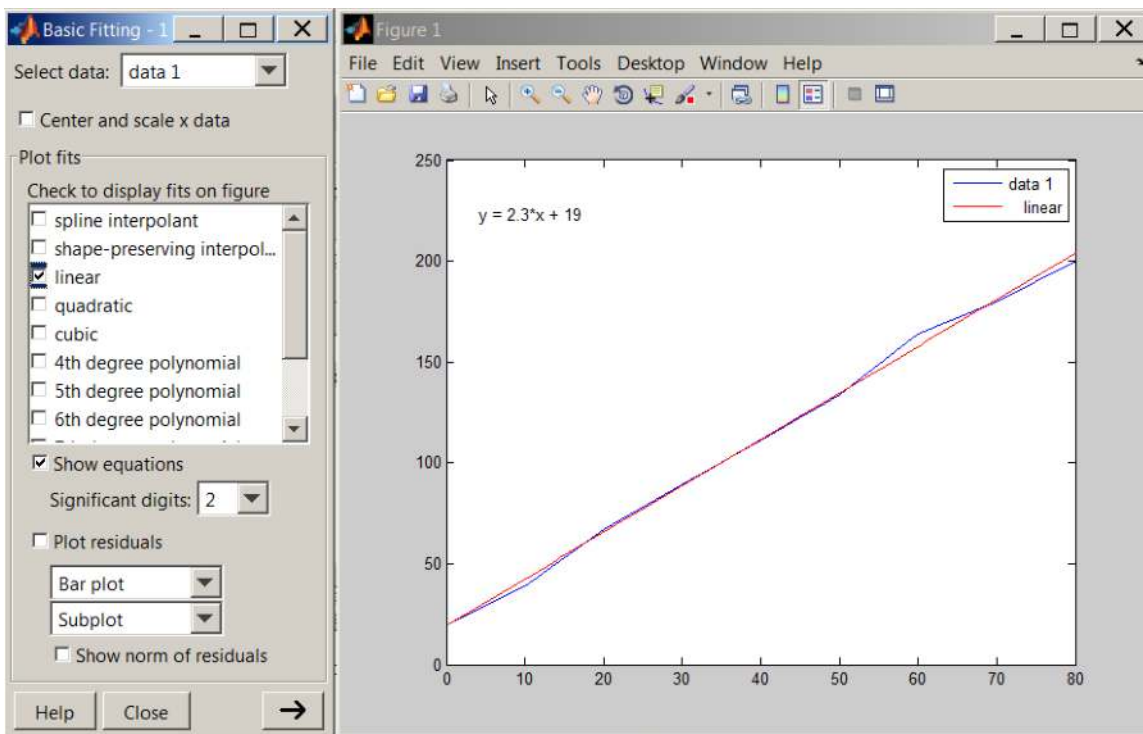 Basic Fitting - 1
Select data: data 1
Center and scale x data
Plot fits
Check to display fits on figure
spline interpolant
shape-preserving interpol...
linear
quadratic
cubic
4th degree polynomial
5th degree polynomial
6th degree polynomial
Show equations
Significant digits: 2
Plot residuals
Bar plot
Subplot
Show norm of residuals
Help Close
Figure 1
File Edit View Insert Tools Desktop Window Help
250
200
150
100
50
0
y = 2.3*x + 19
data 1
linear
0 10 20 30 40 50 60 70 80